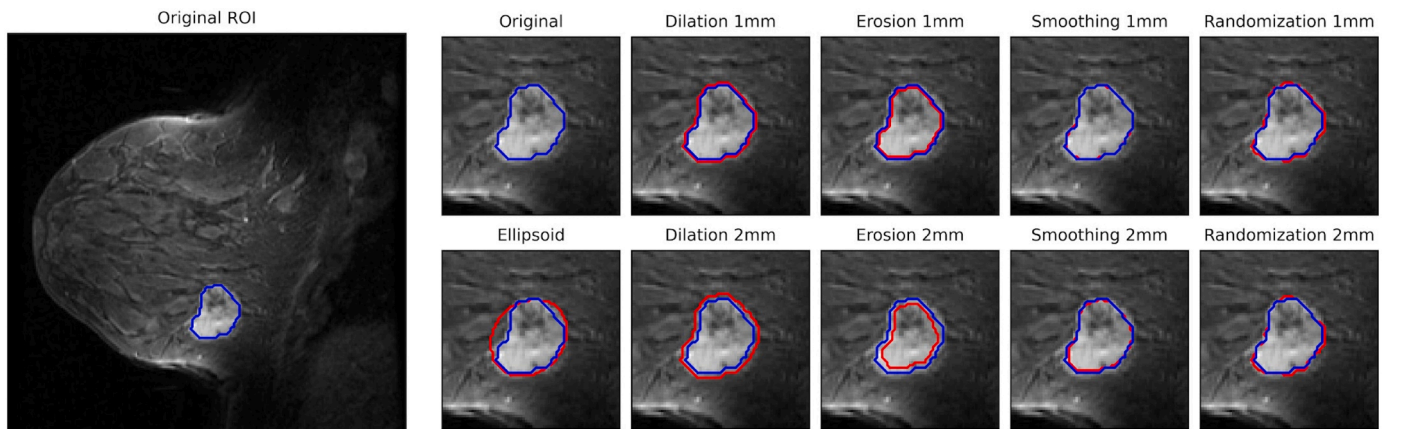 Original ROI
Original
Dilation 1mm
Erosion 1mm
Smoothing 1mm
Randomization 1mm
Ellipsoid
Dilation 2mm
Erosion 2mm
Smoothing 2mm
Randomization 2mm